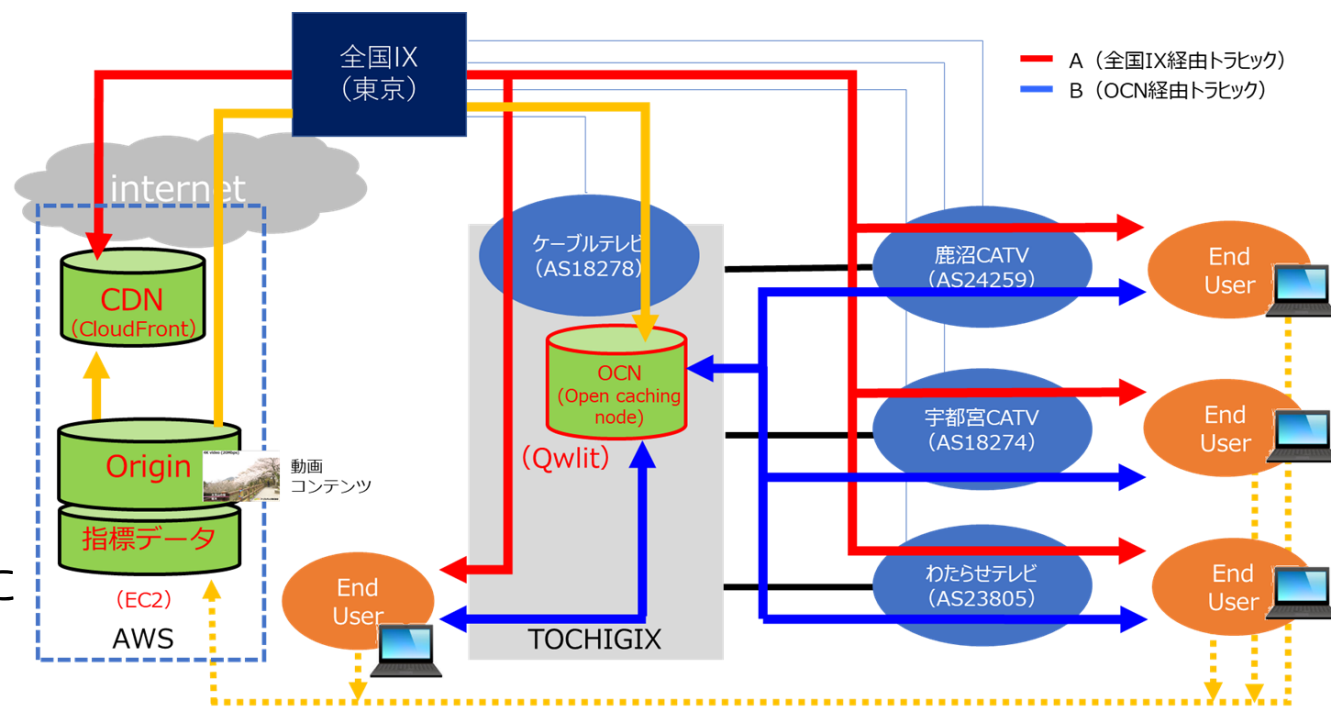 全国IX
（東京）
A（全国IX経由トラヒック）
B（OCN経由トラヒック）
internet
CDN
（CloudFront）
Origin
動画
コンテンツ
指標データ
（EC2）
AWS
ケーブルテレビ
（AS18278）
OCN
（Open caching
node）
（Qwlit）
TOCHIGIX
End
User
鹿沼CATV
（AS24259）
End
User
宇都宮CATV
（AS18274）
End
User
わたらせテレビ
（AS23805）
End
User